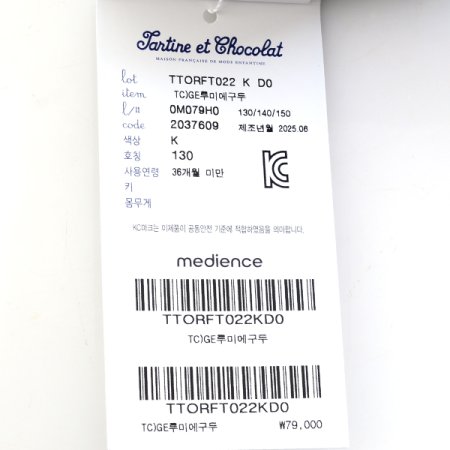 Tartine et Chocolat
MAISON FRANÇAISE DE MODE ENFANTINE
lot TTORFT022 K D0
item TC)GE루미에구두
l/# 0M079H0 130/140/150
code 2037609 제조년월 2025.06
색상 K
호칭 130
사용연령 36개월 미만
키
몸무게
KC마크는 이제품이 공통안전 기준에 적합하였음을 의미합니다.
medience
TTORFT022KD0
TC)GE루미에구두
TTORFT022KD0
TC)GE루미에구두 ₩79,000